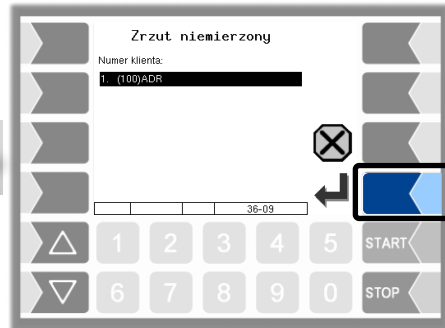 Zrzut niemierzony
Numer klienta:
1. (100)ADR
36-09
1 2 3 4 5 START
6 7 8 9 0 STOP